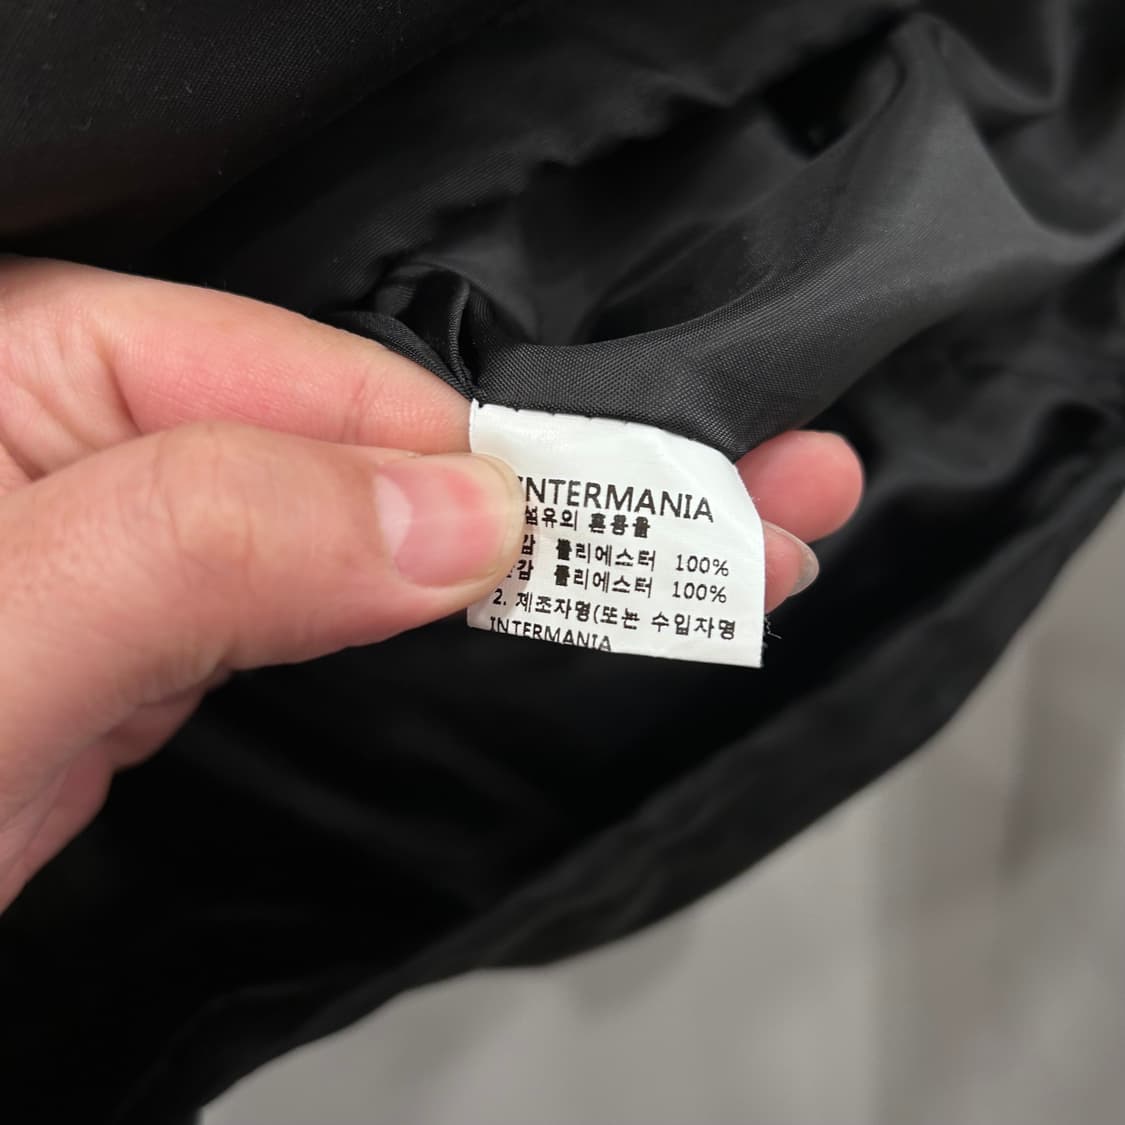 INTERMANIA
섬유의 혼용율
감 폴리에스터 100%
감 폴리에스터 100%
2. 제조자명(또는 수입자명
INTERMANIA